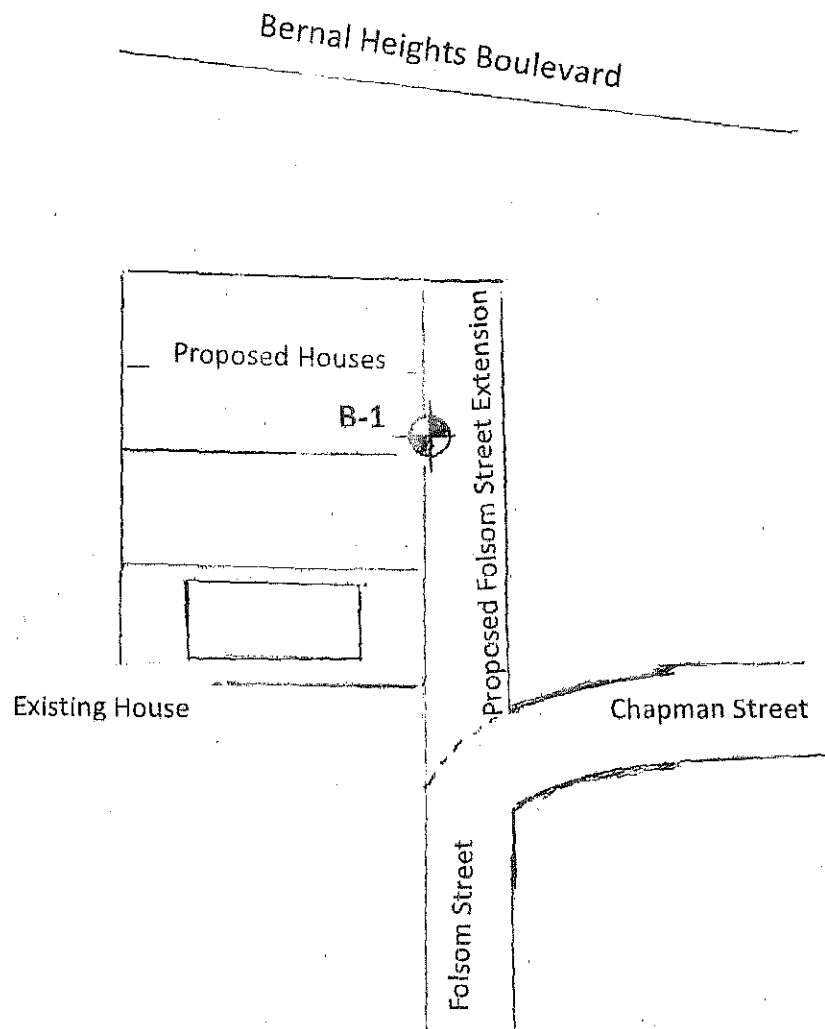 Bernal Heights Boulevard
Proposed Houses
B-1
Proposed Folsom Street Extension
Existing House
Chapman Street
Folsom Street